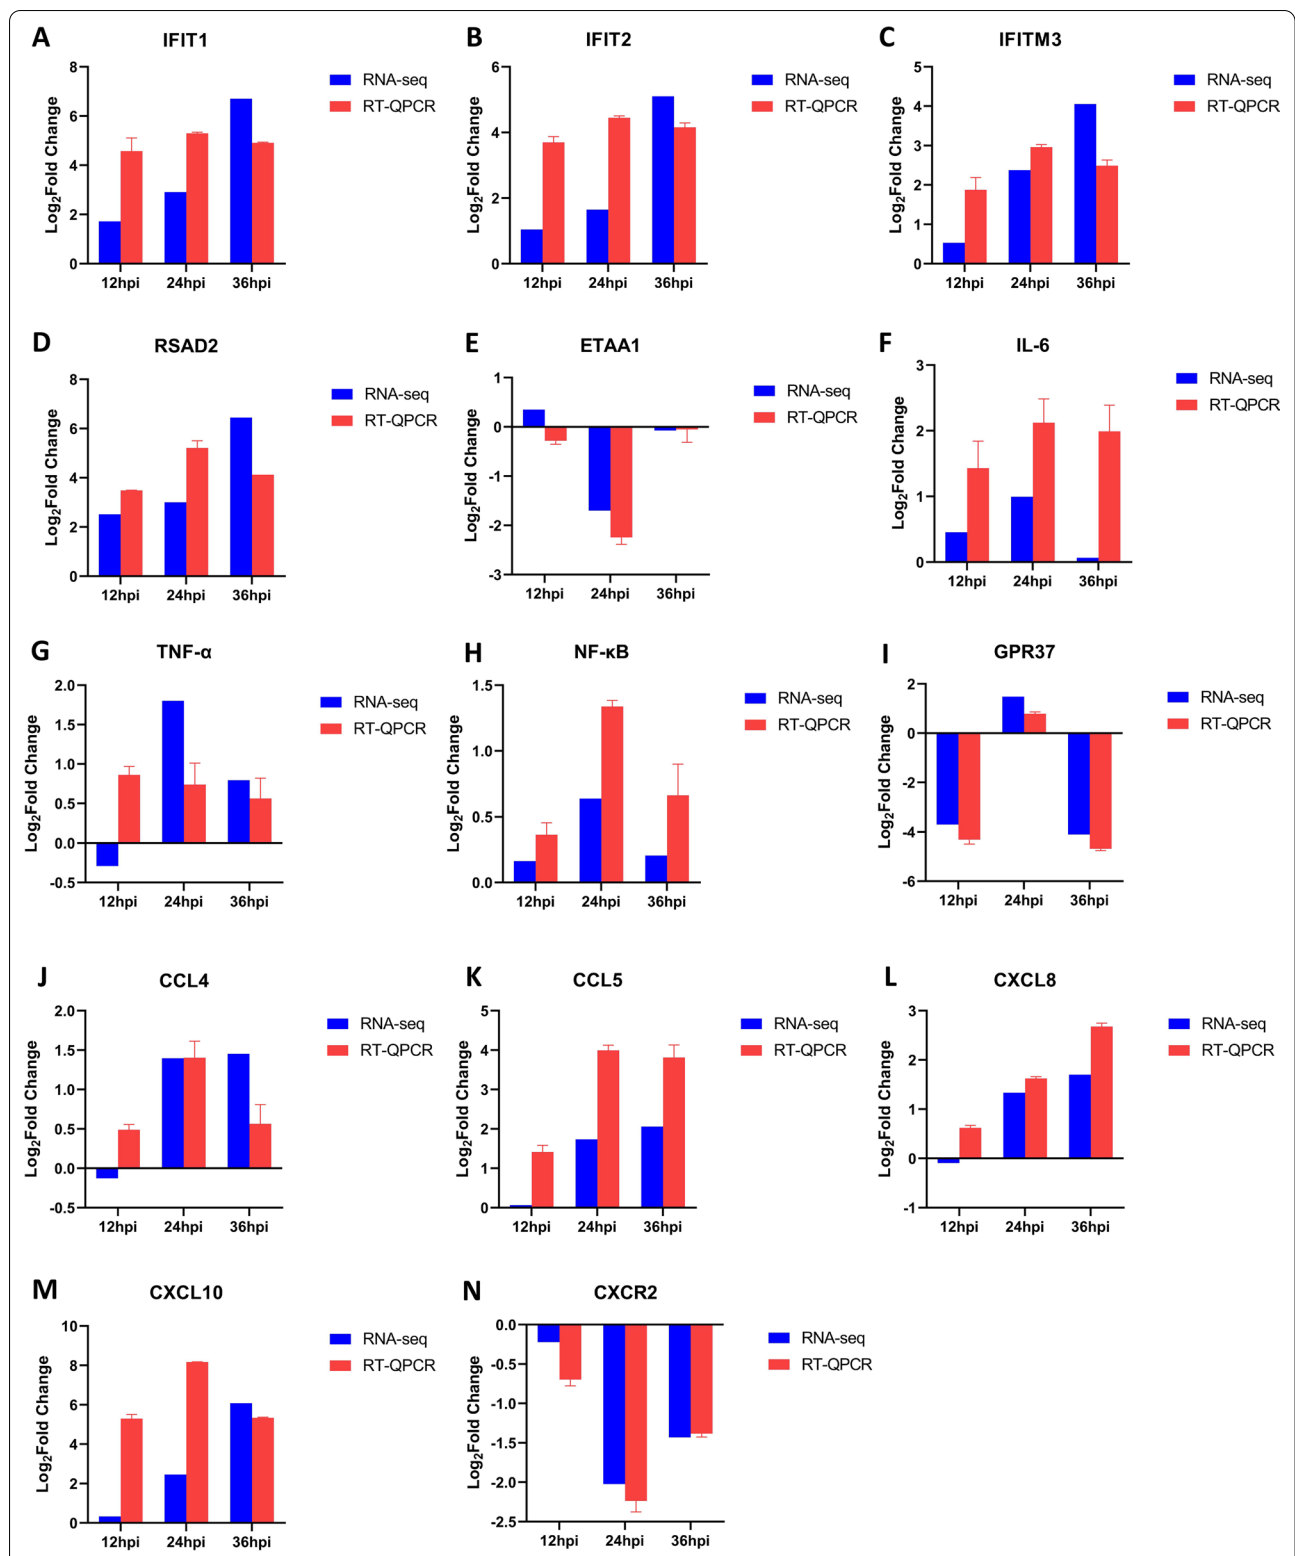 A IFIT1
Log2Fold Change
8
6
4
2
0
12hpi 24hpi 36hpi
RNA-seq
RT-QPCR
B IFIT2
Log2Fold Change
6
4
2
0
12hpi 24hpi 36hpi
RNA-seq
RT-QPCR
C IFITM3
Log2Fold Change
5
4
3
2
1
0
12hpi 24hpi 36hpi
RNA-seq
RT-QPCR
D RSAD2
Log2Fold Change
8
6
4
2
0
12hpi 24hpi 36hpi
RNA-seq
RT-QPCR
E ETAA1
Log2Fold Change
1
0
-1
-2
-3
12hpi 24hpi 36hpi
RNA-seq
RT-QPCR
F IL-6
Log2Fold Change
3
2
1
0
12hpi 24hpi 36hpi
RNA-seq
RT-QPCR
G TNF-α
Log2Fold Change
2.0
1.5
1.0
0.5
0.0
-0.5
12hpi 24hpi 36hpi
RNA-seq
RT-QPCR
H NF-κB
Log2Fold Change
1.5
1.0
0.5
0.0
12hpi 24hpi 36hpi
RNA-seq
RT-QPCR
I GPR37
Log2Fold Change
2
0
-2
-4
-6
12hpi 24hpi 36hpi
RNA-seq
RT-QPCR
J CCL4
Log2Fold Change
2.0
1.5
1.0
0.5
0.0
-0.5
12hpi 24hpi 36hpi
RNA-seq
RT-QPCR
K CCL5
Log2Fold Change
5
4
3
2
1
0
12hpi 24hpi 36hpi
RNA-seq
RT-QPCR
L CXCL8
Log2Fold Change
3
2
1
0
-1
12hpi 24hpi 36hpi
RNA-seq
RT-QPCR
M CXCL10
Log2Fold Change
10
8
6
4
2
0
12hpi 24hpi 36hpi
RNA-seq
RT-QPCR
N CXCR2
Log2Fold Change
0.0
-0.5
-1.0
-1.5
-2.0
-2.5
12hpi 24hpi 36hpi
RNA-seq
RT-QPCR